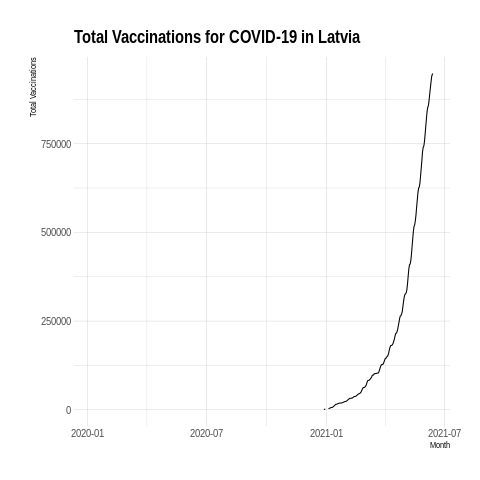 Total Vaccinations for COVID-19 in Latvia
Total Vaccinations
750000
500000
250000
0
2020-01
2020-07
2021-01
2021-07
Month